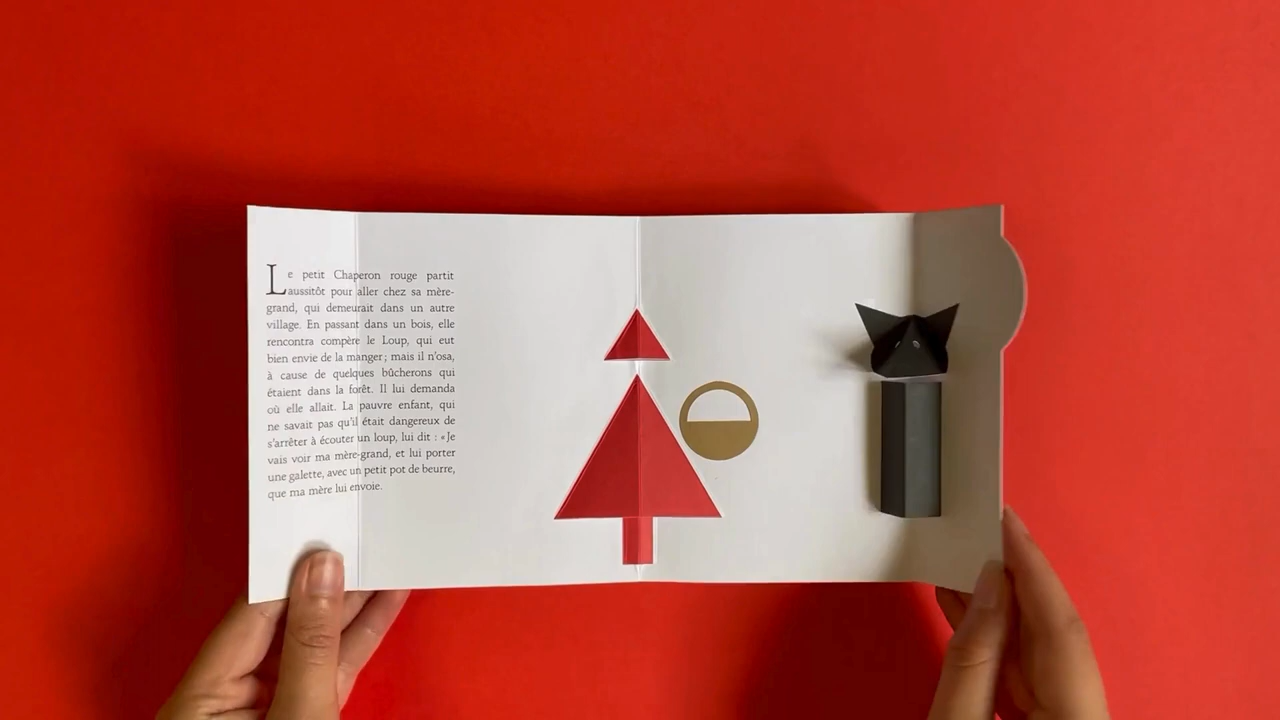 Le petit Chaperon rouge partit
aussitôt pour aller chez sa mère-
grand, qui demeurait dans un autre
village. En passant dans un bois, elle
rencontra compère le Loup, qui eut
bien envie de la manger ; mais il n'osa,
à cause de quelques bûcherons qui
étaient dans la forêt. Il lui demanda
où elle allait. La pauvre enfant, qui
ne savait pas qu'il était dangereux de
s'arrêter à écouter un loup, lui dit : «Je
vais voir ma mère-grand, et lui porter
une galette, avec un petit pot de beurre,
que ma mère lui envoie.